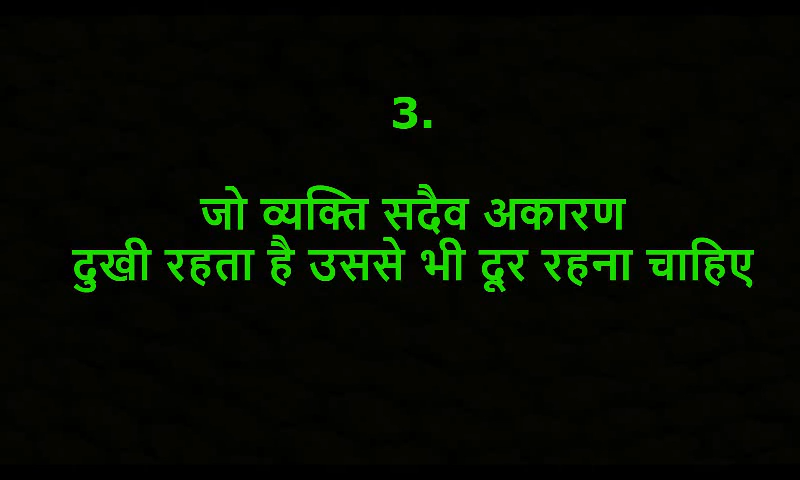 3.
जो व्यक्ति सदैव अकारण
दुखी रहता है उससे भी दूर रहना चाहिए